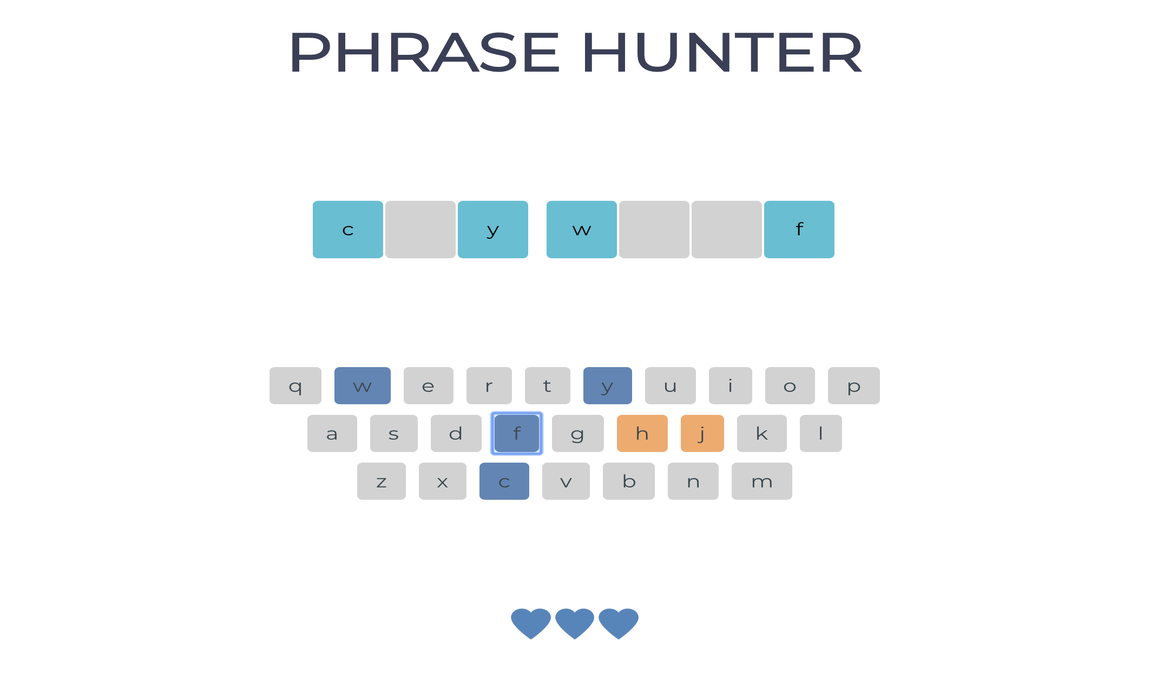 PHRASE HUNTER
c y w f
q w e r t y u i o p
a s d f g h j k l
z x c v b n m